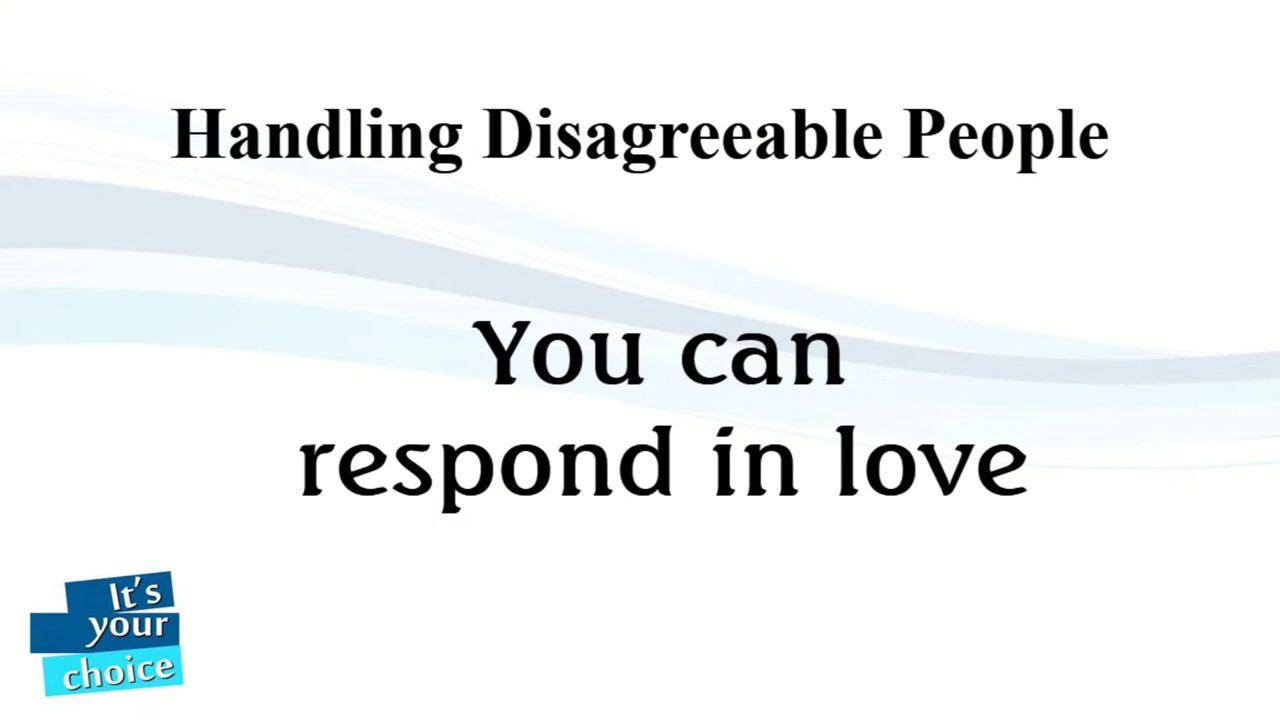 Handling Disagreeable People
You can
respond in love
It's
your
choice